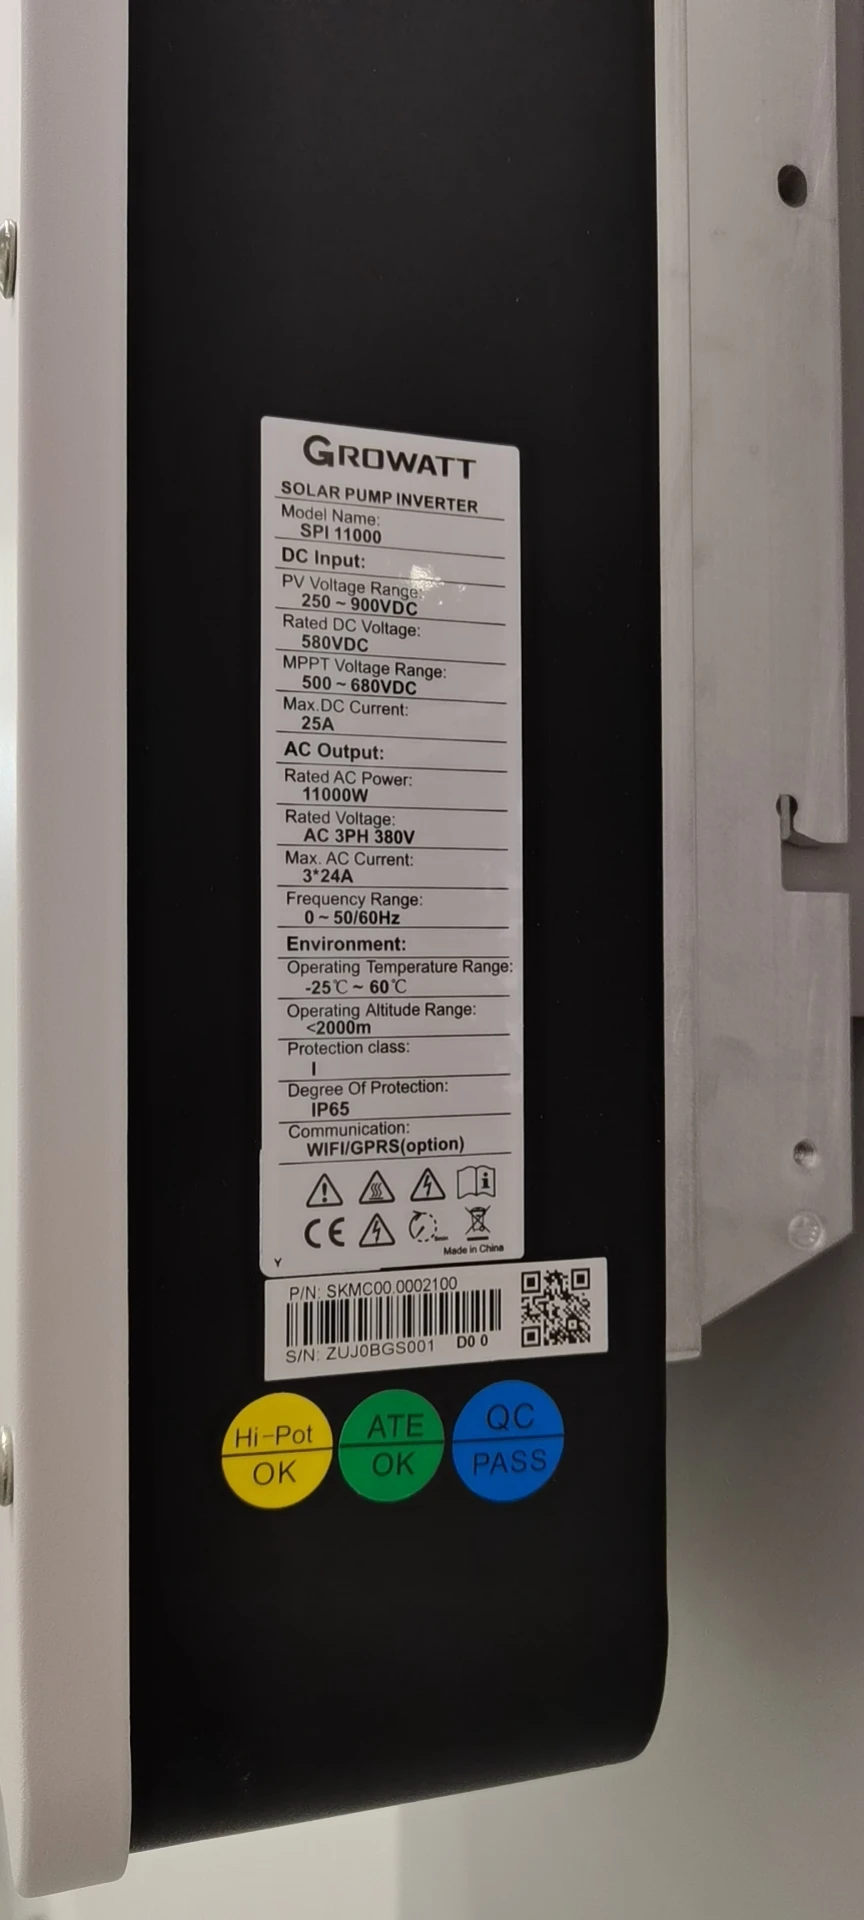 GROWATT
SOLAR PUMP INVERTER
Model Name:
SPI 11000
DC Input:
PV Voltage Range:
250 ~ 900VDC
Rated DC Voltage:
580VDC
MPPT Voltage Range:
500 ~ 680VDC
Max.DC Current:
25A
AC Output:
Rated AC Power:
11000W
Rated Voltage:
AC 3PH 380V
Max. AC Current:
3*24A
Frequency Range:
0 ~ 50/60Hz
Environment:
Operating Temperature Range:
-25℃ ~ 60℃
Operating Altitude Range:
<2000m
Protection class:
I
Degree Of Protection:
IP65
Communication:
WIFI/GPRS(option)
CE
Made in China
Y
P/N: SKMC00.0002100
S/N: ZUJ0BGS001 D0 0
Hi-Pot
OK
ATE
OK
QC
PASS